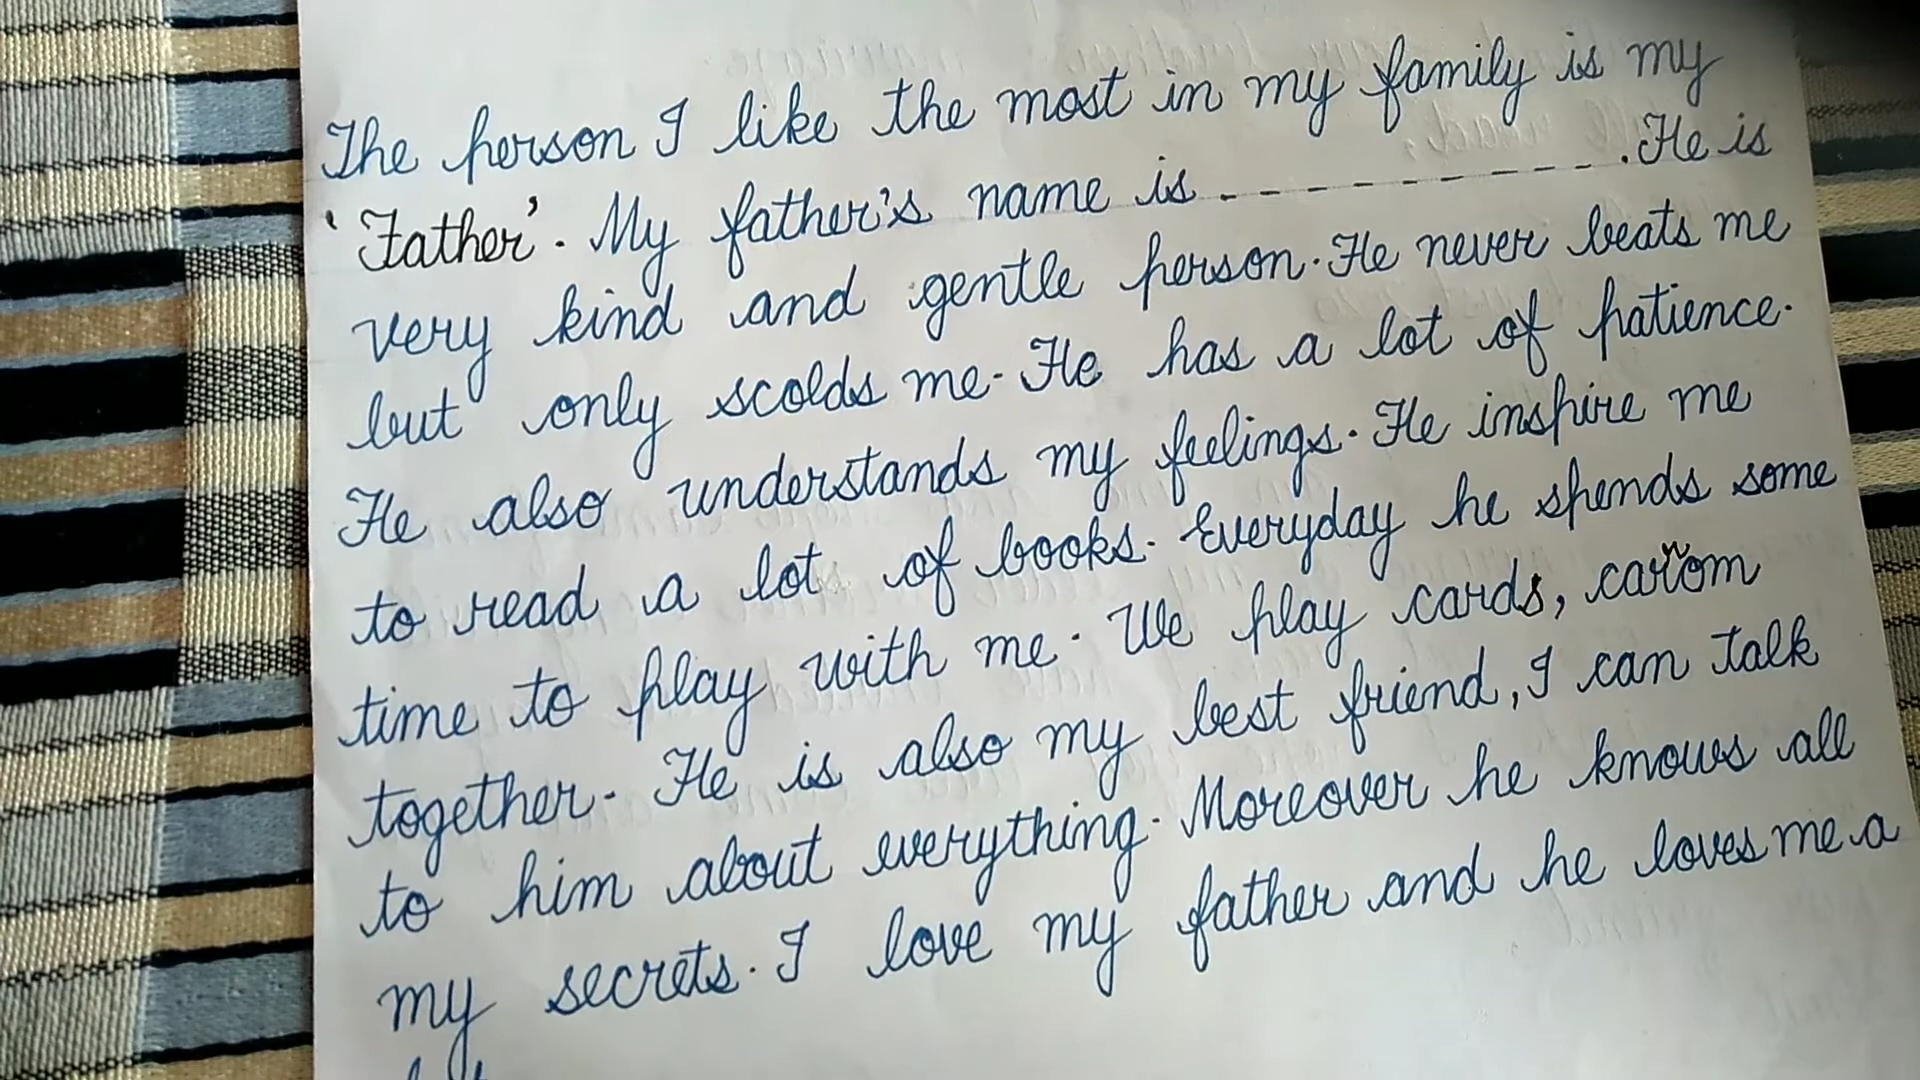 The person I like the most in my family is my
'Father'. My father's name is ---------. He is
very kind and gentle person. He never beats me
but only scolds me. He has a lot of patience.
He also understands my feelings. He inspire me
to read a lot of books. Everyday he spends some
time to play with me. We play cards, carrom
together. He is also my best friend, I can talk
to him about everything. Moreover he knows all
my secrets. I love my father and he loves me a